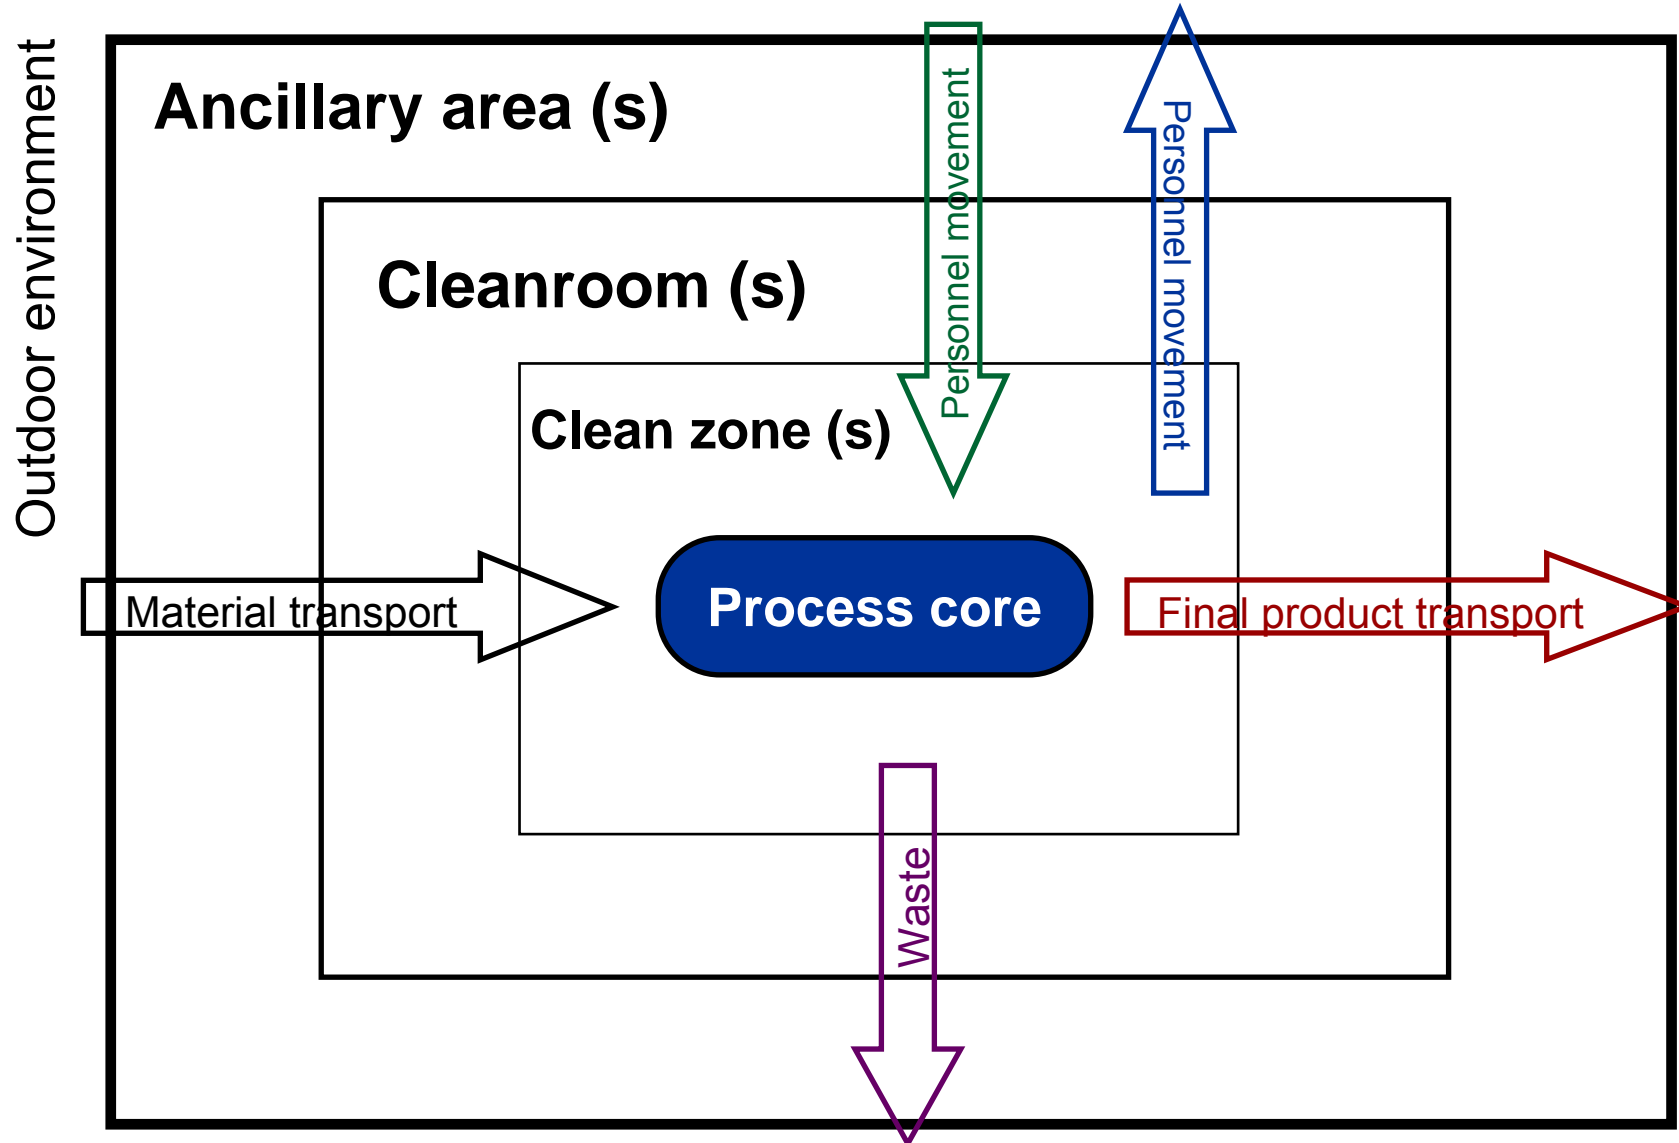 Outdoor environment
Ancillary area (s)
Personnel movement
Personnel movement
Cleanroom (s)
Clean zone (s)
Material transport
Process core
Final product transport
Waste